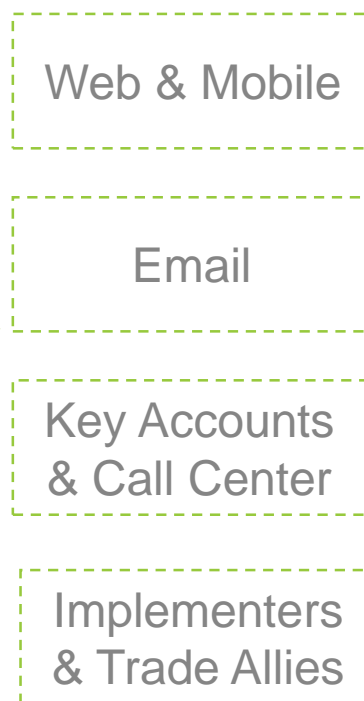 Web & Mobile
Email
Key Accounts
& Call Center
Implementers
& Trade Allies